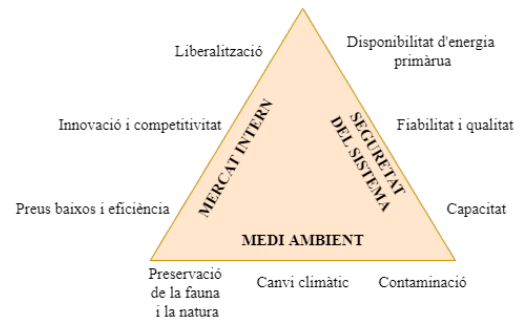 Liberalització
Disponibilitat d'energia
primàrua
Innovació i competitivitat
Fiabilitat i qualitat
MERCAT INTERN
SEGURETAT
DEL SISTEMA
Preus baixos i eficiència
Capacitat
MEDI AMBIENT
Preservació
de la fauna
i la natura
Canvi climàtic
Contaminació